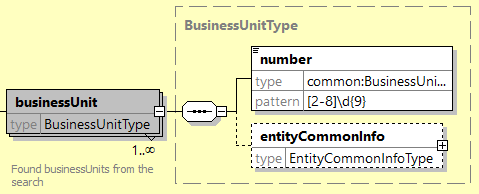 BusinessUnitType
number
type common:BusinessUni...
pattern [2-8]\d{9}
businessUnit
type BusinessUnitType
1..∞
Found businessUnits from the
search
entityCommonInfo
type EntityCommonInfoType